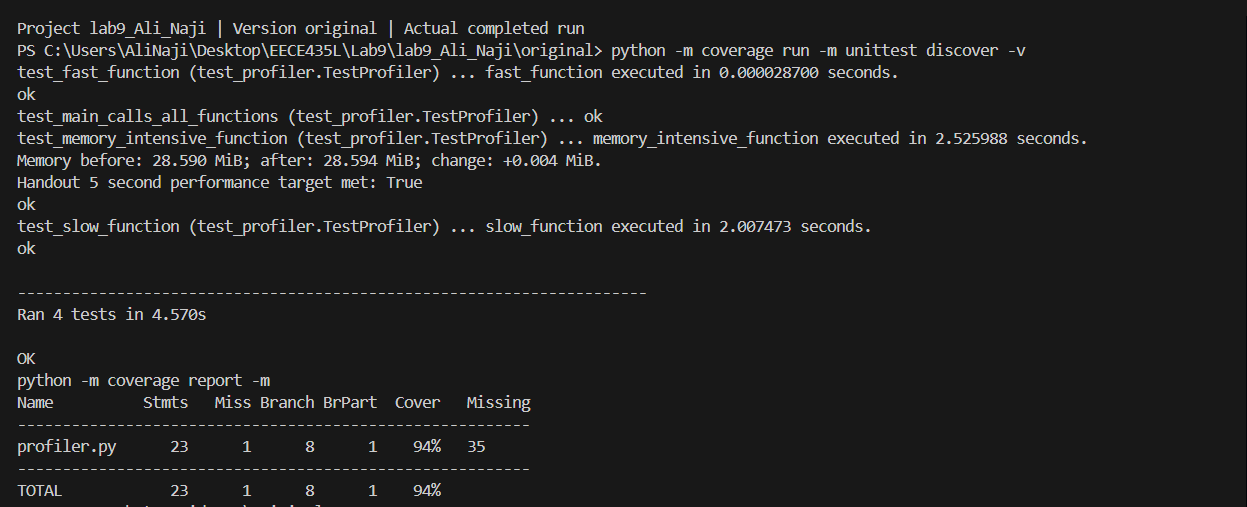 Project lab9_Ali_Naji | Version original | Actual completed run
PS C:\Users\AliNaji\Desktop\EECE435L\Lab9\lab9_Ali_Naji\original> python -m coverage run -m unittest discover -v
test_fast_function (test_profiler.TestProfiler) ... fast_function executed in 0.000028700 seconds.
ok
test_main_calls_all_functions (test_profiler.TestProfiler) ... ok
test_memory_intensive_function (test_profiler.TestProfiler) ... memory_intensive_function executed in 2.525988 seconds.
Memory before: 28.590 MiB; after: 28.594 MiB; change: +0.004 MiB.
Handout 5 second performance target met: True
ok
test_slow_function (test_profiler.TestProfiler) ... slow_function executed in 2.007473 seconds.
ok
----------------------------------------------------------------------
Ran 4 tests in 4.570s
OK
python -m coverage report -m
Name          Stmts   Miss Branch BrPart  Cover   Missing
---------------------------------------------------------
profiler.py      23      1      8      1    94%   35
---------------------------------------------------------
TOTAL            23      1      8      1    94%